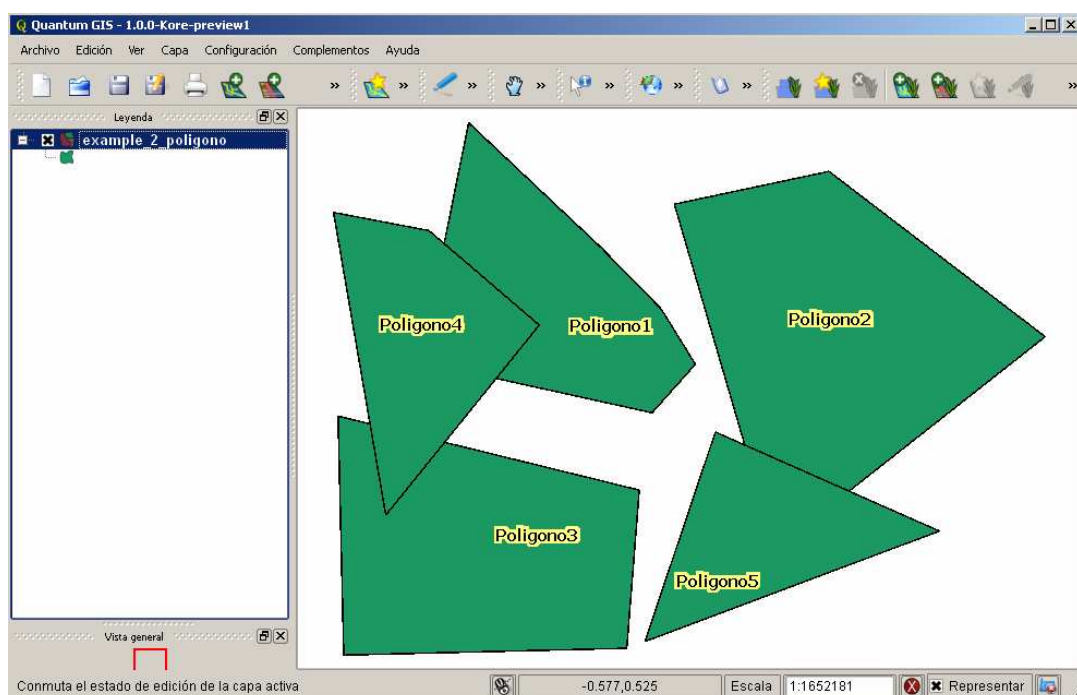 Quantum GIS - 1.0.0-Kore-preview1
Archivo Edición Ver Capa Configuración Complementos Ayuda
» » » » » » » »
Leyenda
example_2_poligono
Poligono4
Poligono1
Poligono2
Poligono3
Poligono5
Vista general
Conmuta el estado de edición de la capa activa
-0.577,0.525
Escala
1:1652181
Representar